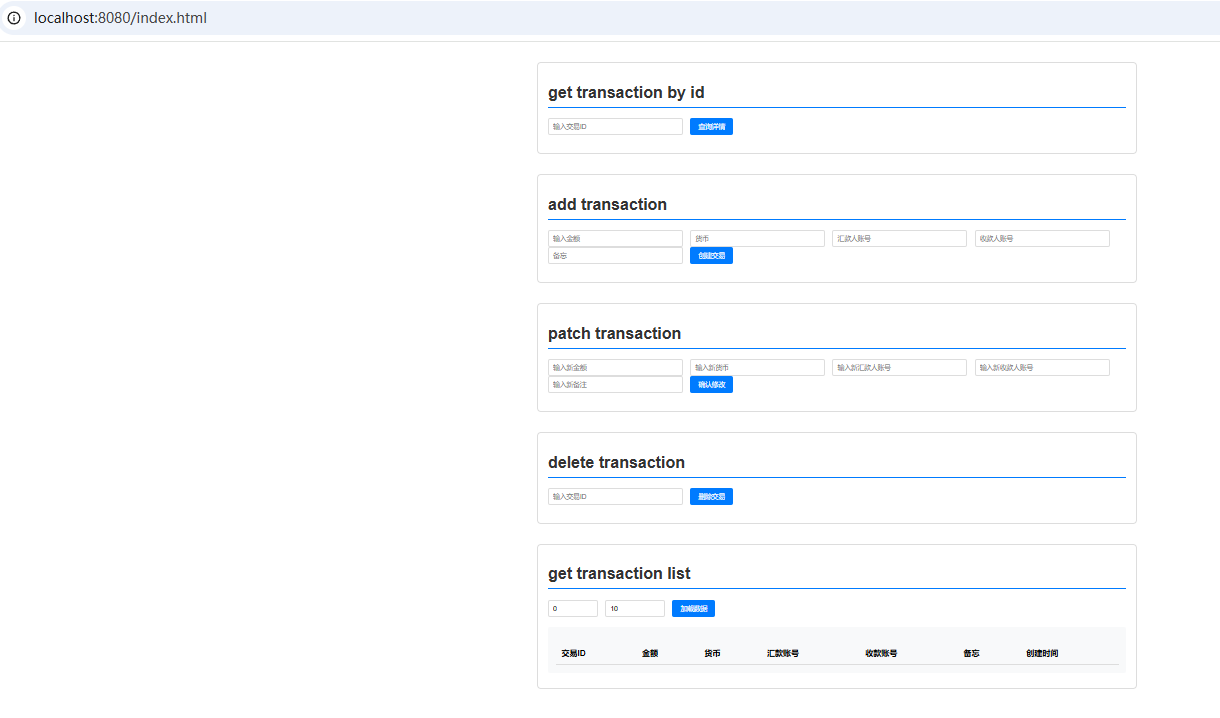 localhost:8080/index.html
get transaction by id
输入交易ID 查询详情
add transaction
输入金额 货币 汇款人账号 收款人账号
备忘 创建交易
patch transaction
输入新金额 输入新货币 输入新汇款人账号 输入新收款人账号
输入新备注 确认修改
delete transaction
输入交易ID 删除交易
get transaction list
0 10 加载数据
交易ID 金额 货币 汇款账号 收款账号 备忘 创建时间